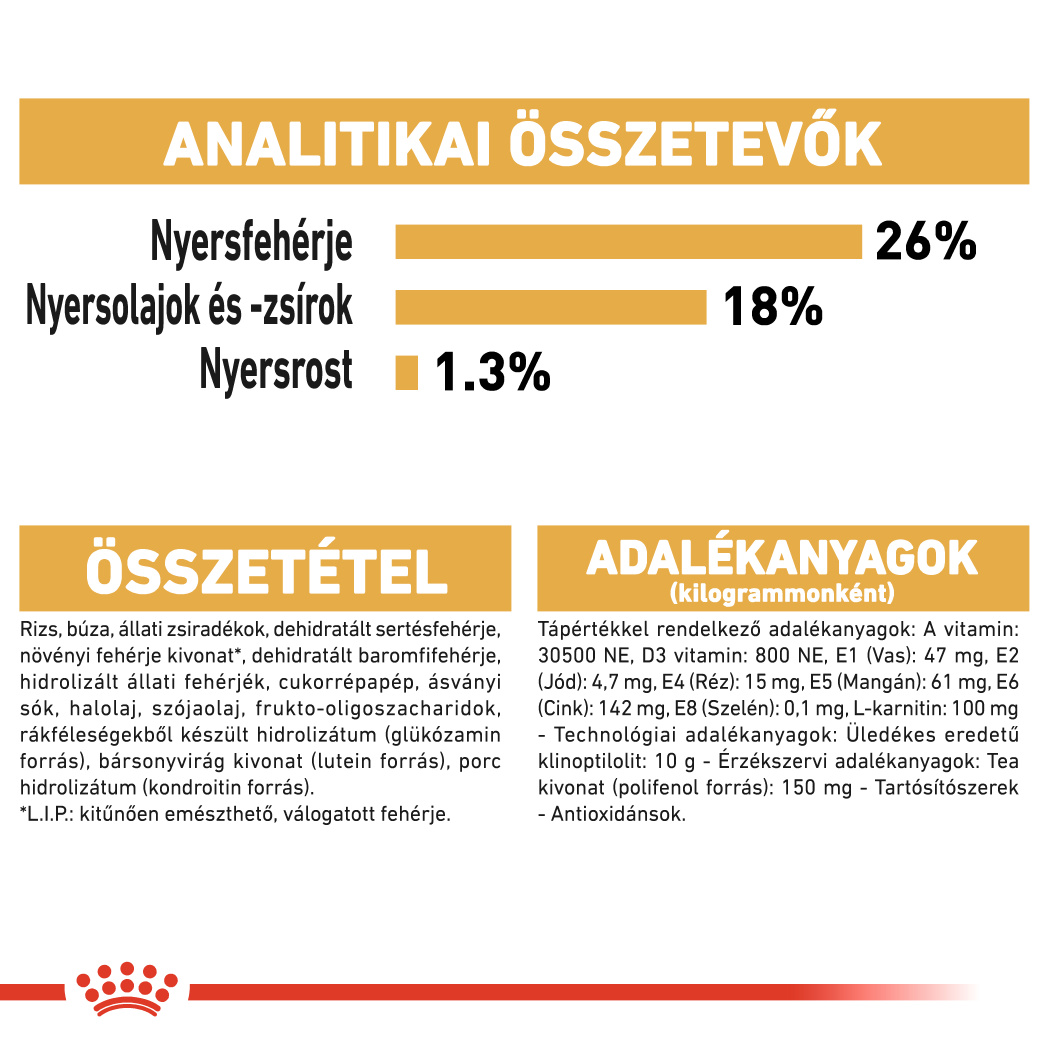 ANALITIKAI ÖSSZETEVŐK
Nyersfehérje 26%
Nyersolajok és -zsírok 18%
Nyersrost 1.3%
ÖSSZETÉTEL
Rizs, búza, állati zsiradékok, dehidratált sertésfehérje,
növényi fehérje kivonat*, dehidratált baromfifehérje,
hidrolizált állati fehérjék, cukorrépapép, ásványi
sók, halolaj, szójaolaj, frukto-oligoszacharidok,
rákféleségekből készült hidrolizátum (glükózamin
forrás), bársonyvirág kivonat (lutein forrás), porc
hidrolizátum (kondroitin forrás).
*L.I.P.: kitűnően emészthető, válogatott fehérje.
ADALÉKANYAGOK
(kilogrammonként)
Tápértékkel rendelkező adalékanyagok: A vitamin:
30500 NE, D3 vitamin: 800 NE, E1 (Vas): 47 mg, E2
(Jód): 4,7 mg, E4 (Réz): 15 mg, E5 (Mangán): 61 mg, E6
(Cink): 142 mg, E8 (Szelén): 0,1 mg, L-karnitin: 100 mg
- Technológiai adalékanyagok: Üledékes eredetű
klinoptilolit: 10 g - Érzékszervi adalékanyagok: Tea
kivonat (polifenol forrás): 150 mg - Tartósítószerek
- Antioxidánsok.